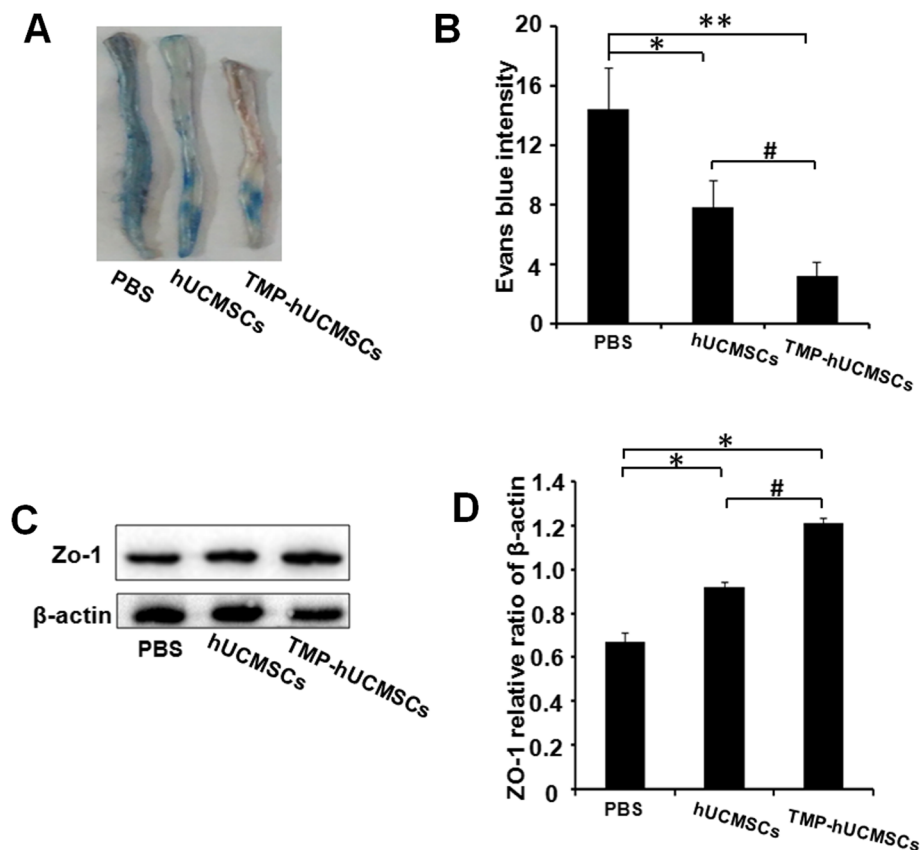 A
PBS
hUCMSCs
TMP-hUCMSCs
B
Evans blue intensity
20
16
12
8
4
0
**
*
#
PBS
hUCMSCs
TMP-hUCMSCs
C
Zo-1
β-actin
PBS
hUCMSCs
TMP-hUCMSCs
D
ZO-1 relative ratio of β-actin
1.4
1.2
1.0
0.8
0.6
0.4
0.2
0
*
*
#
PBS
hUCMSCs
TMP-hUCMSCs